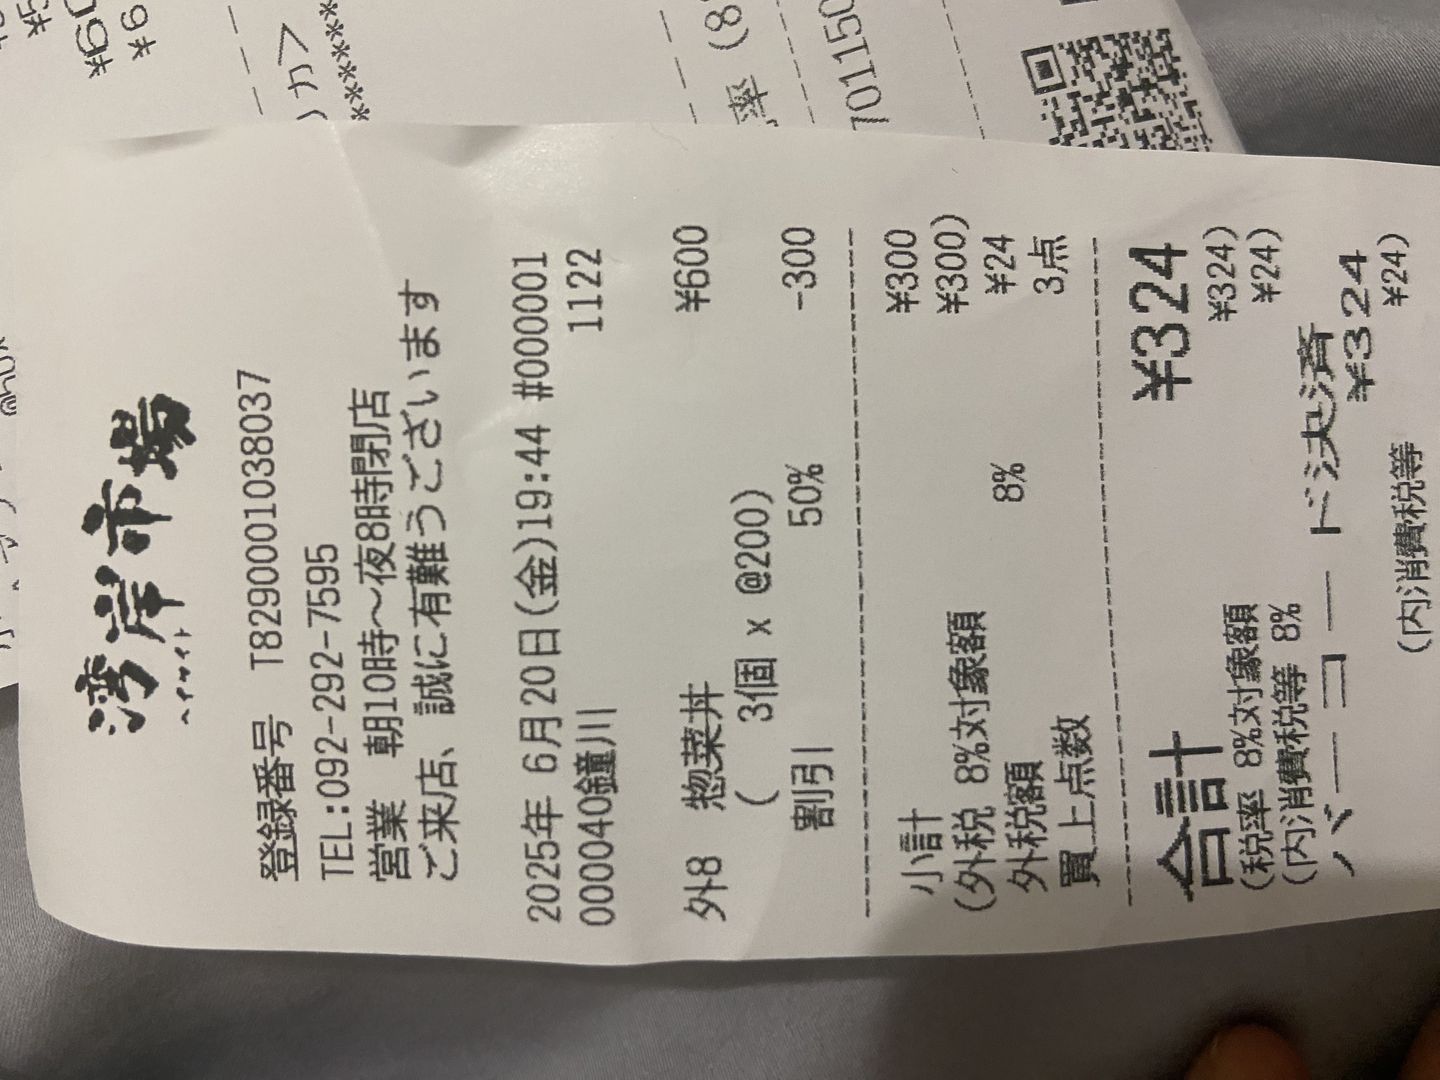 湾岸市場
ベイサイト
登録番号 T8290001038037
TEL:092-292-7595
営業 朝10時～夜8時閉店
ご来店、誠に有難うございます
2025年 6月20日(金)19:44 #000001
000040鐘川 1122
外8 惣菜丼 ¥600
( 3個 x @200)
割引 50% -300
小計 ¥300
(外税 8%対象額 ¥300)
外税額 8% ¥24
買上点数 3点
合計 ¥324
(税率 8%対象額 ¥324)
(内消費税等 8% ¥24)
バーコード決済 ¥324
(内消費税等 ¥24)
701150